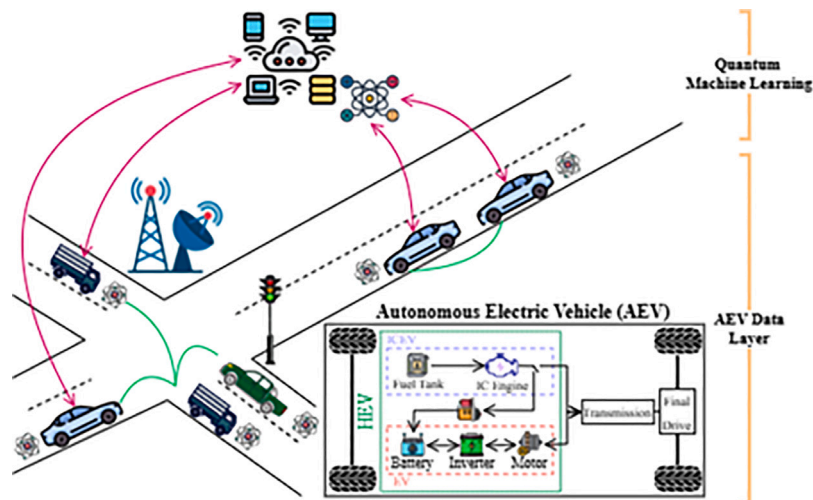 Quantum
Machine Learning
AEV Data
Layer
Autonomous Electric Vehicle (AEV)
ICEV
Fuel Tank
IC Engine
HEV
Transmission
Final
Drive
Battery
Inverter
Motor
EV